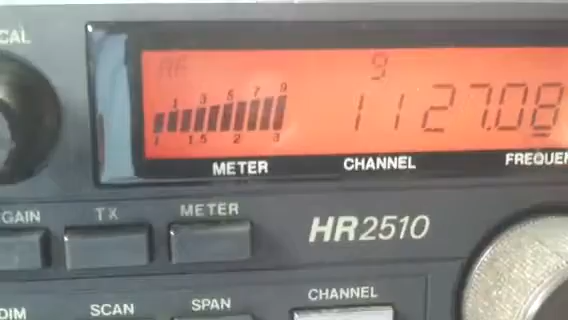 CAL
RF 9
1 3 5 7 9
1 1 5 2 3
11 27.08
METER CHANNEL FREQUEN
GAIN TX METER
HR2510
DIM SCAN SPAN CHANNEL